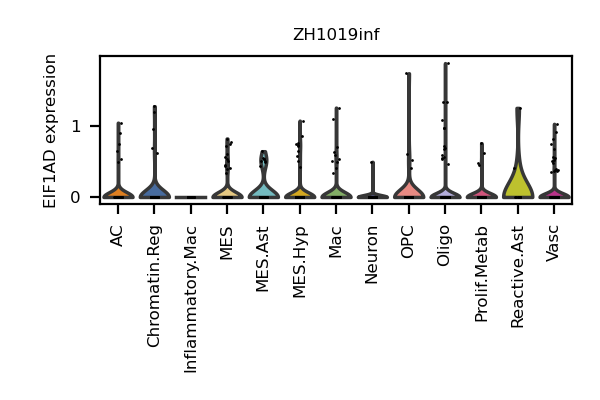 ZH1019inf
EIF1AD expression
1
0
AC
Chromatin.Reg
Inflammatory.Mac
MES
MES.Ast
MES.Hyp
Mac
Neuron
OPC
Oligo
Prolif.Metab
Reactive.Ast
Vasc